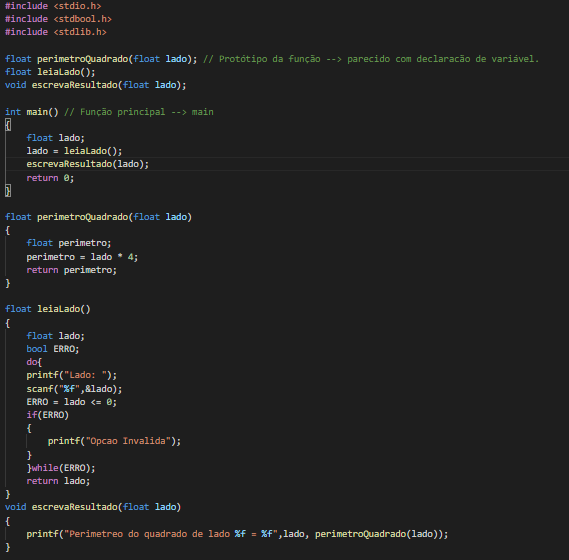 #include <stdio.h>
#include <stdbool.h>
#include <stdlib.h>
float perimetroQuadrado(float lado); // Protótipo da função --> parecido com declaracão de variável.
float leiaLado();
void escrevaResultado(float lado);
int main() // Função principal --> main
{
float lado;
lado = leiaLado();
escrevaResultado(lado);
return 0;
}
float perimetroQuadrado(float lado)
{
float perimetro;
perimetro = lado * 4;
return perimetro;
}
float leiaLado()
{
float lado;
bool ERRO;
do{
printf("Lado: ");
scanf("%f",&lado);
ERRO = lado <= 0;
if(ERRO)
{
printf("Opcao Invalida");
}
}while(ERRO);
return lado;
}
void escrevaResultado(float lado)
{
printf("Perimetreo do quadrado de lado %f = %f",lado, perimetroQuadrado(lado));
}